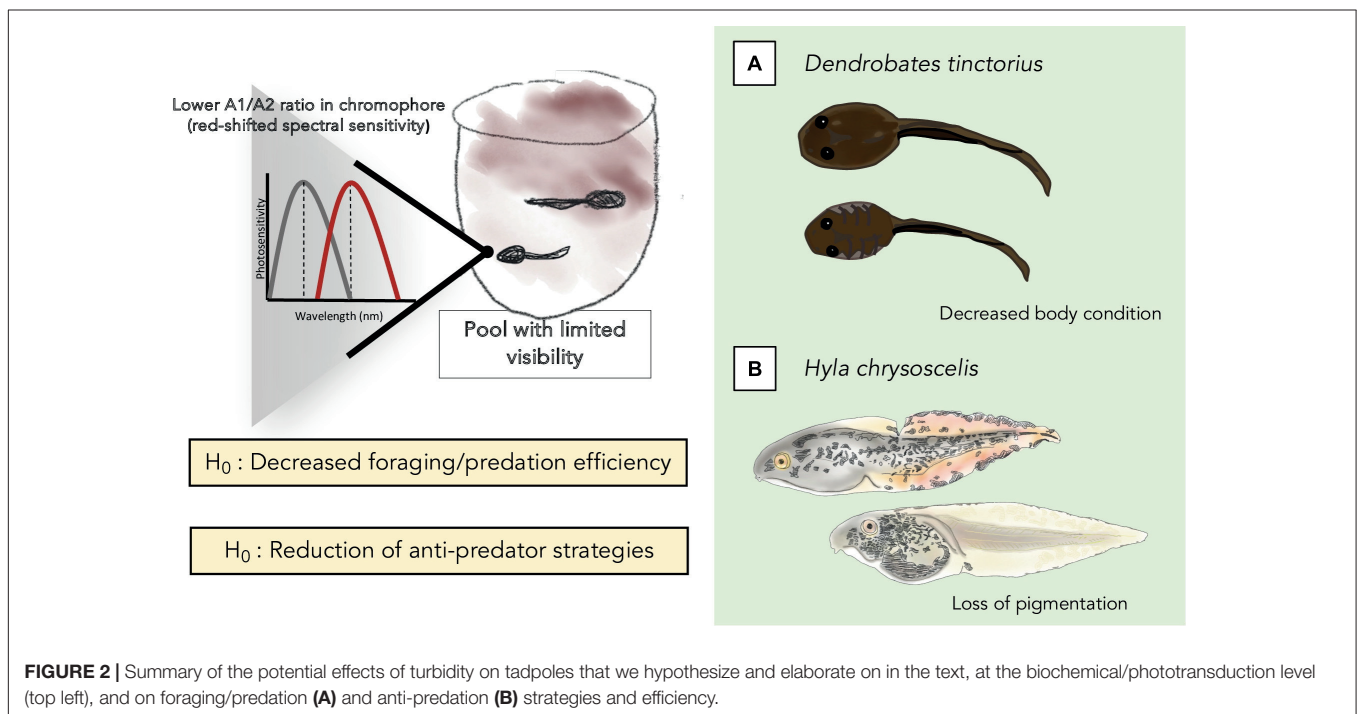 Lower A1/A2 ratio in chromophore
(red-shifted spectral sensitivity)
Photosensitivity
Wavelength (nm)
Pool with limited
visibility
H₀ : Decreased foraging/predation efficiency
H₀ : Reduction of anti-predator strategies
A
Dendrobates tinctorius
Decreased body condition
B
Hyla chrysoscelis
Loss of pigmentation
FIGURE 2 | Summary of the potential effects of turbidity on tadpoles that we hypothesize and elaborate on in the text, at the biochemical/phototransduction level
(top left), and on foraging/predation (A) and anti-predation (B) strategies and efficiency.